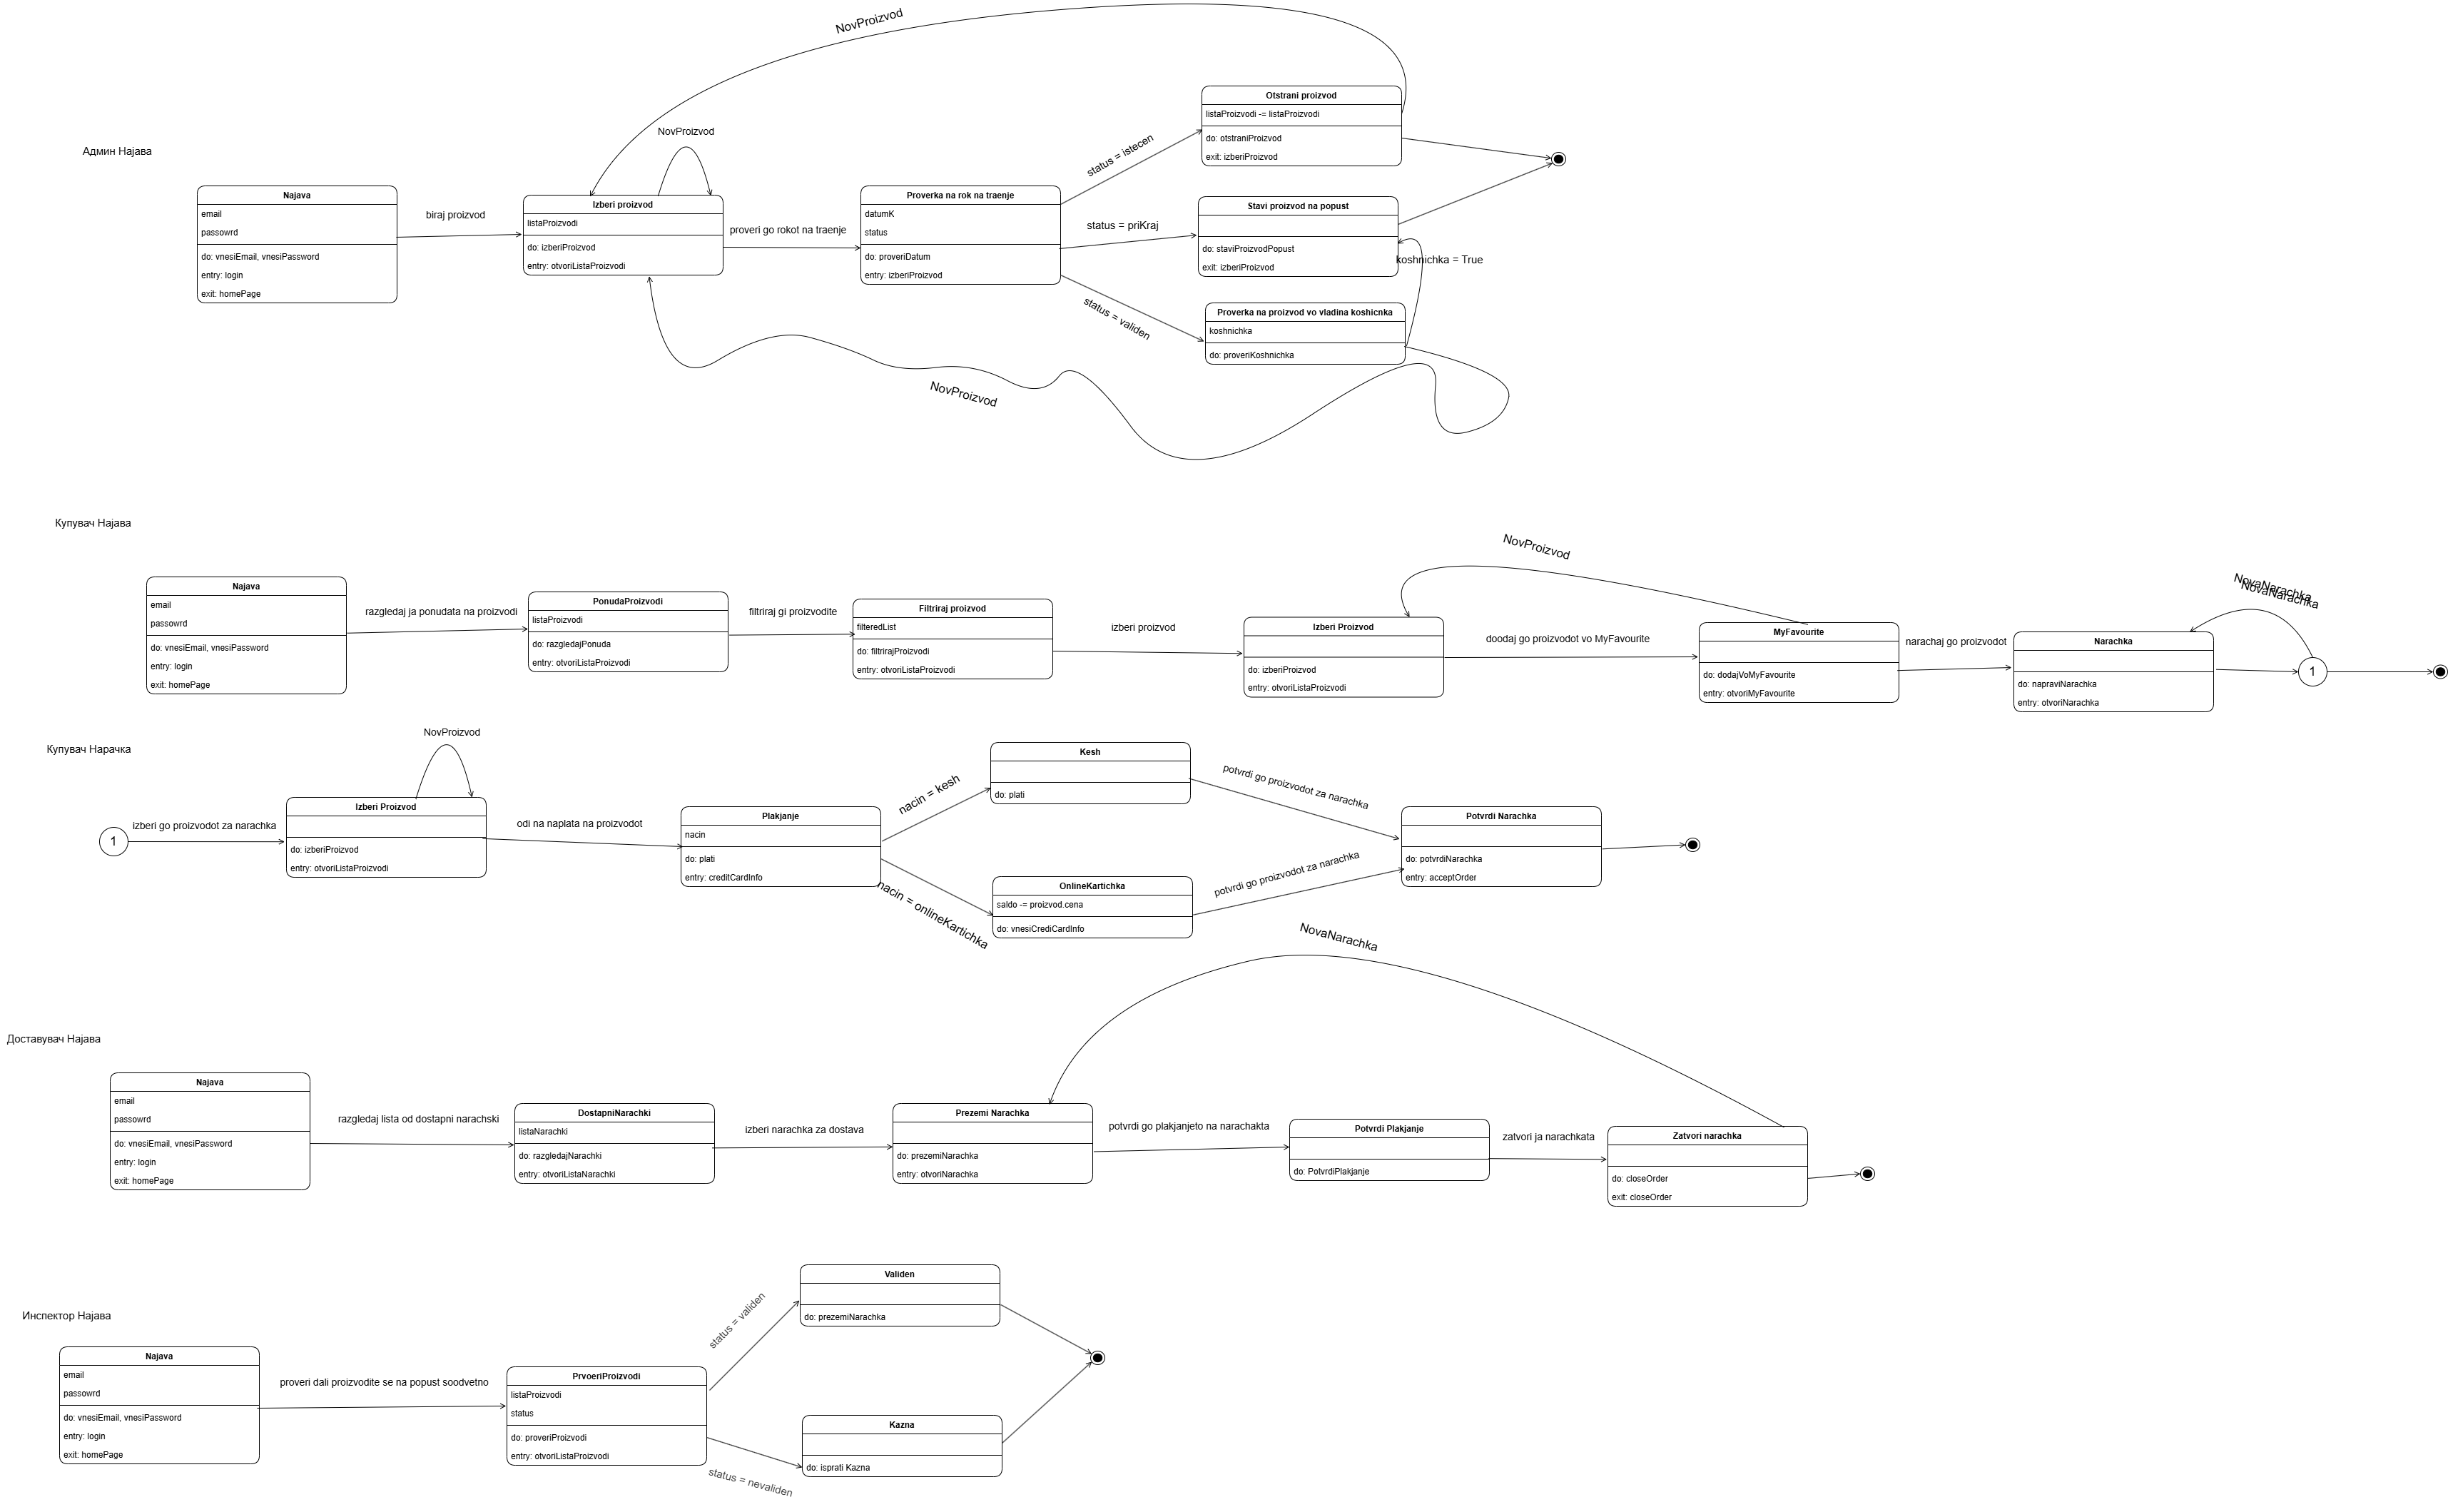 NovProizvod
Админ Најава
NovProizvod
Najava
email
passowrd
do: vnesiEmail, vnesiPassword
entry: login
exit: homePage
biraj proizvod
Izberi proizvod
listaProizvodi
do: izberiProizvod
entry: otvoriListaProizvodi
proveri go rokot na traenje
Proverka na rok na traenje
datumK
status
do: proveriDatum
entry: izberiProizvod
status = istecen
status = priKraj
status = validen
Otstrani proizvod
listaProizvodi -= listaProizvodi
do: otstraniProizvod
exit: izberiProizvod
Stavi proizvod na popust
do: staviProizvodPopust
exit: izberiProizvod
koshnichka = True
Proverka na proizvod vo vladina koshicnka
koshnichka
do: proveriKoshnichka
NovProizvod
Купувач Најава
Najava
email
passowrd
do: vnesiEmail, vnesiPassword
entry: login
exit: homePage
razgledaj ja ponudata na proizvodi
PonudaProizvodi
listaProizvodi
do: razgledajPonuda
entry: otvoriListaProizvodi
filtriraj gi proizvodite
Filtriraj proizvod
filteredList
do: filtrirajProizvodi
entry: otvoriListaProizvodi
izberi proizvod
Izberi Proizvod
do: izberiProizvod
entry: otvoriListaProizvodi
NovProizvod
doodaj go proizvodot vo MyFavourite
MyFavourite
do: dodajVoMyFavourite
entry: otvoriMyFavourite
narachaj go proizvodot
Narachka
do: napraviNarachka
entry: otvoriNarachka
NovaNarachka
NovaNarachka
1
Купувач Нарачка
1
izberi go proizvodot za narachka
NovProizvod
Izberi Proizvod
do: izberiProizvod
entry: otvoriListaProizvodi
odi na naplata na proizvodot
Plakjanje
nacin
do: plati
entry: creditCardInfo
nacin = kesh
nacin = onlineKartichka
Kesh
do: plati
OnlineKartichka
saldo -= proizvod.cena
do: vnesiCrediCardInfo
potvrdi go proizvodot za narachka
potvrdi go proizvodot za narachka
Potvrdi Narachka
do: potvrdiNarachka
entry: acceptOrder
Доставувач Најава
Najava
email
passowrd
do: vnesiEmail, vnesiPassword
entry: login
exit: homePage
razgledaj lista od dostapni narachski
DostapniNarachki
listaNarachki
do: razgledajNarachki
entry: otvoriListaNarachki
izberi narachka za dostava
Prezemi Narachka
do: prezemiNarachka
entry: otvoriNarachka
NovaNarachka
potvrdi go plakjanjeto na narachakta
Potvrdi Plakjanje
do: PotvrdiPlakjanje
zatvori ja narachkata
Zatvori narachka
do: closeOrder
exit: closeOrder
Инспектор Најава
Najava
email
passowrd
do: vnesiEmail, vnesiPassword
entry: login
exit: homePage
proveri dali proizvodite se na popust soodvetno
PrvoeriProizvodi
listaProizvodi
status
do: proveriProizvodi
entry: otvoriListaProizvodi
status = validen
status = nevaliden
Validen
do: prezemiNarachka
Kazna
do: isprati Kazna